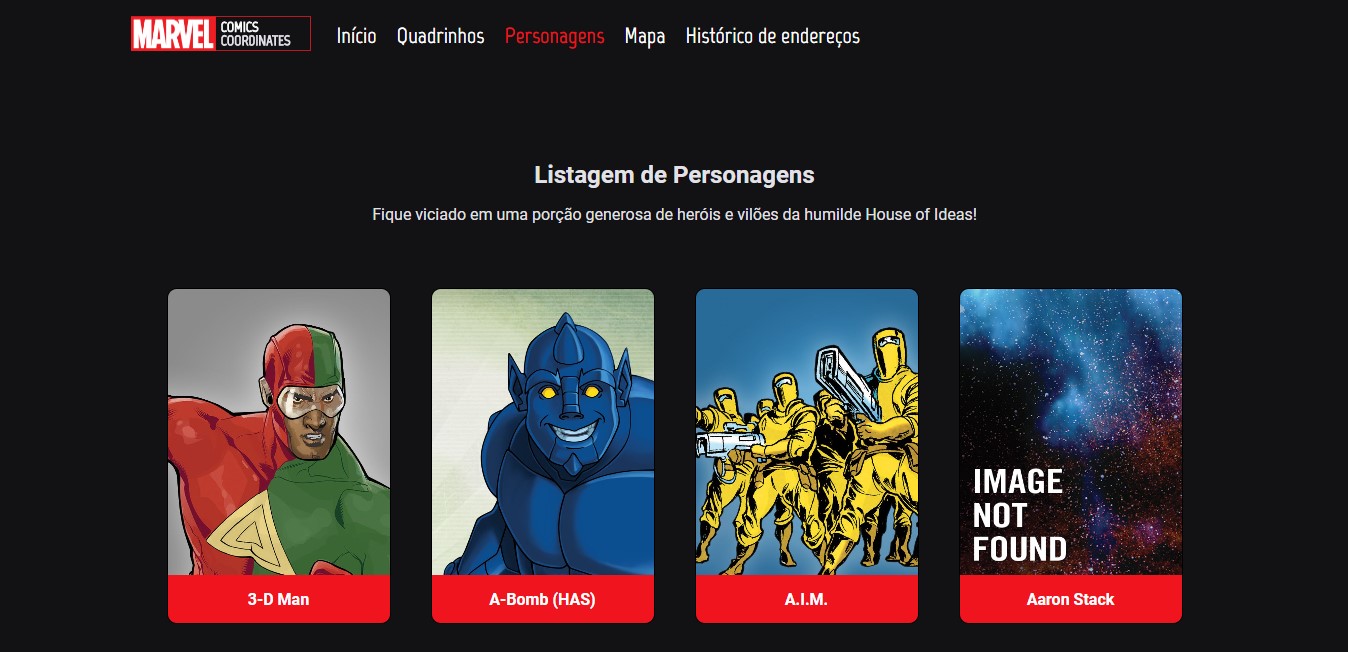 MARVEL COMICS COORDINATES
Início Quadrinhos Personagens Mapa Histórico de endereços
Listagem de Personagens
Fique viciado em uma porção generosa de heróis e vilões da humilde House of Ideas!
IMAGE
NOT
FOUND
3-D Man
A-Bomb (HAS)
A.I.M.
Aaron Stack